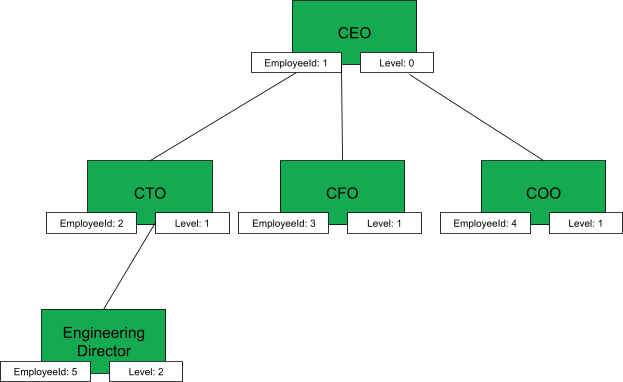 CEO
EmployeeId: 1
Level: 0
CTO
EmployeeId: 2
Level: 1
CFO
EmployeeId: 3
Level: 1
COO
EmployeeId: 4
Level: 1
Engineering
Director
EmployeeId: 5
Level: 2